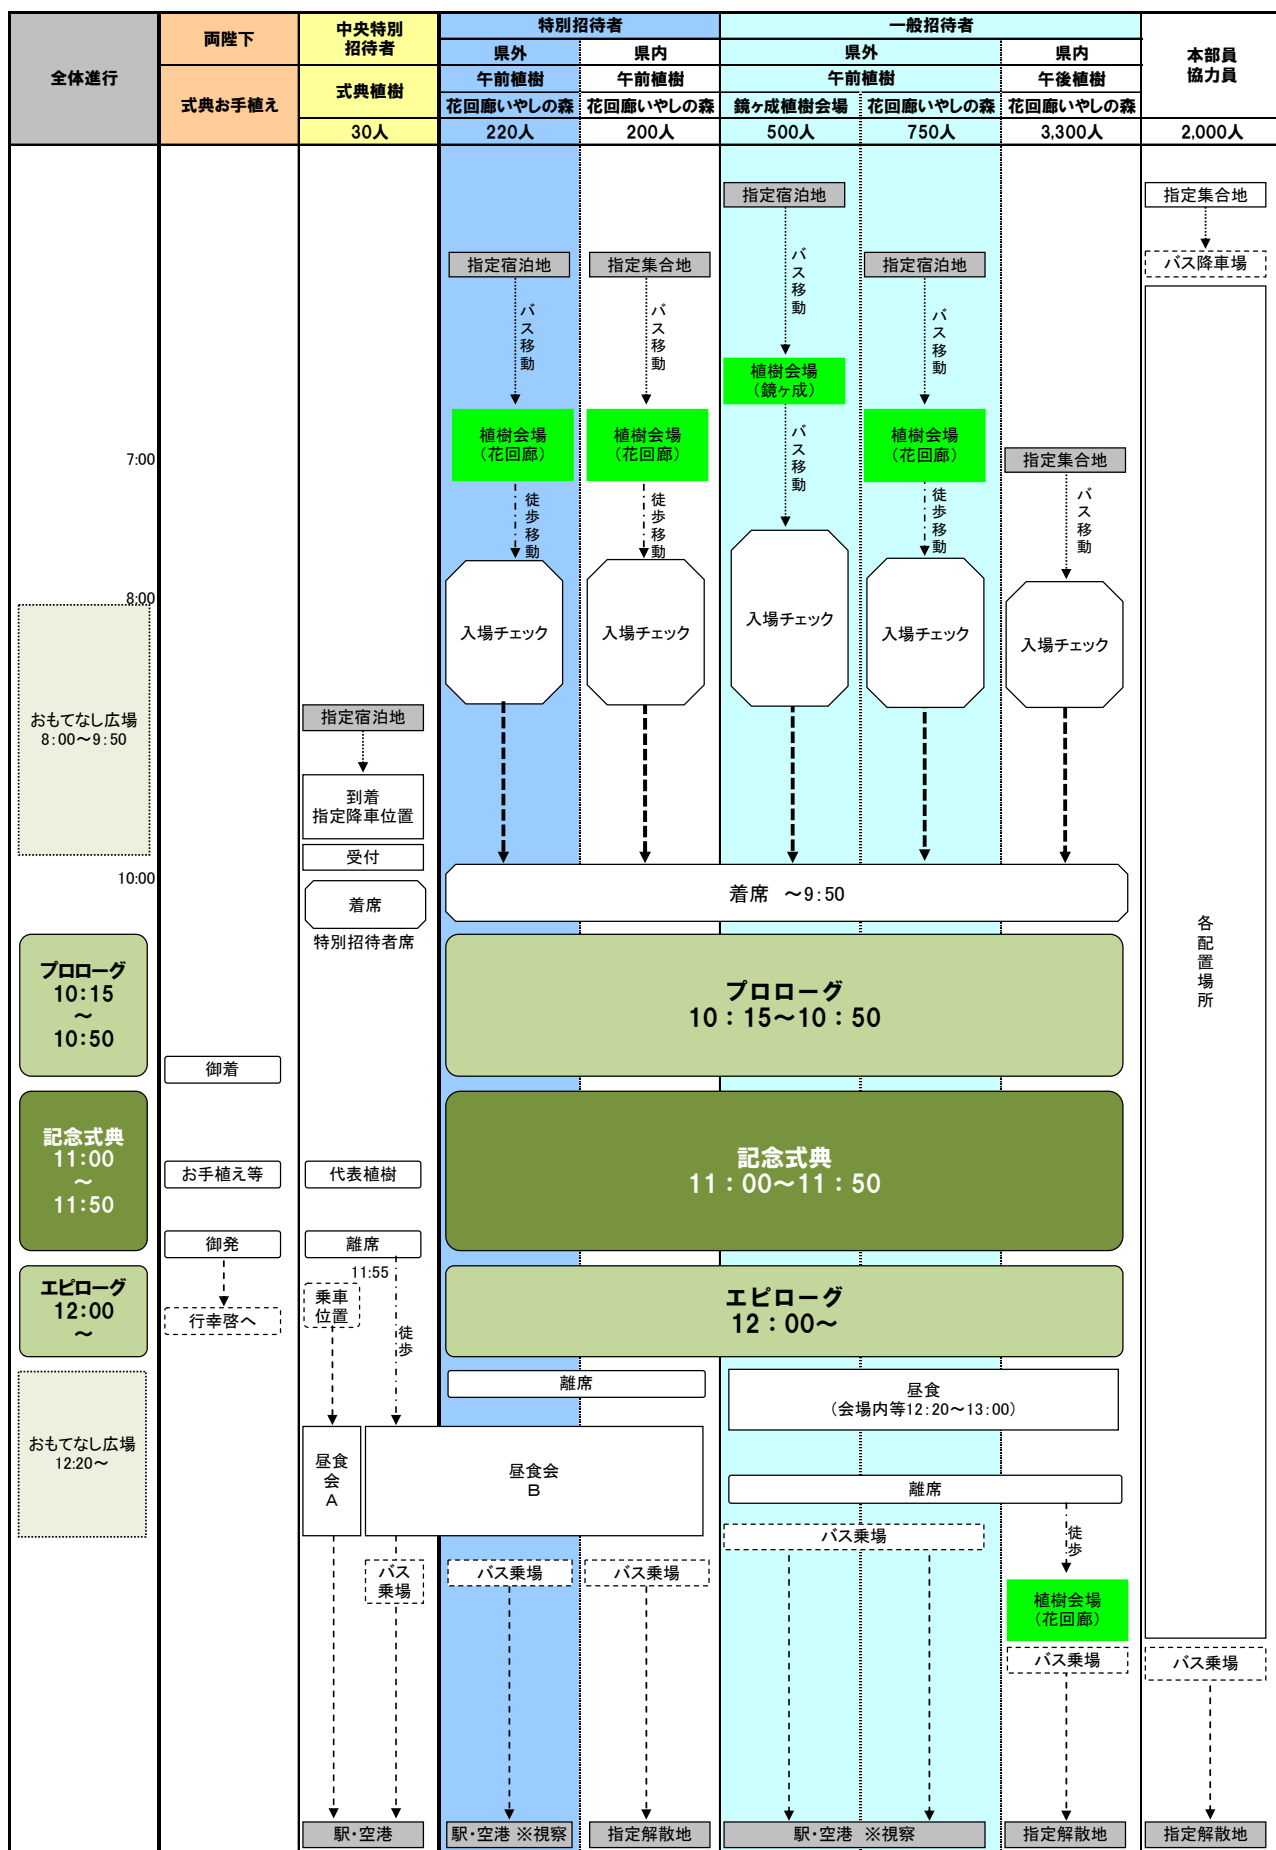 全体進行
両陛下
式典お手植え
中央特別
招待者
式典植樹
30人
特別招待者
県外
県内
午前植樹
午前植樹
花回廊いやしの森
花回廊いやしの森
220人
200人
一般招待者
県外
県内
午前植樹
午後植樹
鏡ヶ成植樹会場
花回廊いやしの森
花回廊いやしの森
500人
750人
3,300人
本部員
協力員
2,000人
指定宿泊地
指定集合地
バス移動
バス降車場
指定宿泊地
指定集合地
指定宿泊地
バス移動
バス移動
バス移動
植樹会場
(鏡ヶ成)
植樹会場
(花回廊)
植樹会場
(花回廊)
植樹会場
(花回廊)
バス移動
7:00
指定集合地
徒歩移動
徒歩移動
徒歩移動
バス移動
8:00
入場チェック
入場チェック
入場チェック
入場チェック
入場チェック
おもてなし広場
8:00～9:50
指定宿泊地
到着
指定降車位置
受付
10:00
着席
着席 ～9:50
特別招待者席
各配置場所
プロローグ
10:15
～
10:50
プロローグ
10：15～10：50
御着
記念式典
11:00
～
11:50
お手植え等
代表植樹
記念式典
11：00～11：50
御発
離席
11:55
エピローグ
12:00
～
行幸啓へ
乗車
位置
徒歩
エピローグ
12：00～
離席
昼食
(会場内等12:20～13:00)
おもてなし広場
12:20～
昼食
会
A
昼食会
B
離席
バス乗場
徒歩
バス
乗場
バス乗場
バス乗場
植樹会場
(花回廊)
バス乗場
バス乗場
駅・空港
駅・空港 ※視察
指定解散地
駅・空港 ※視察
指定解散地
指定解散地